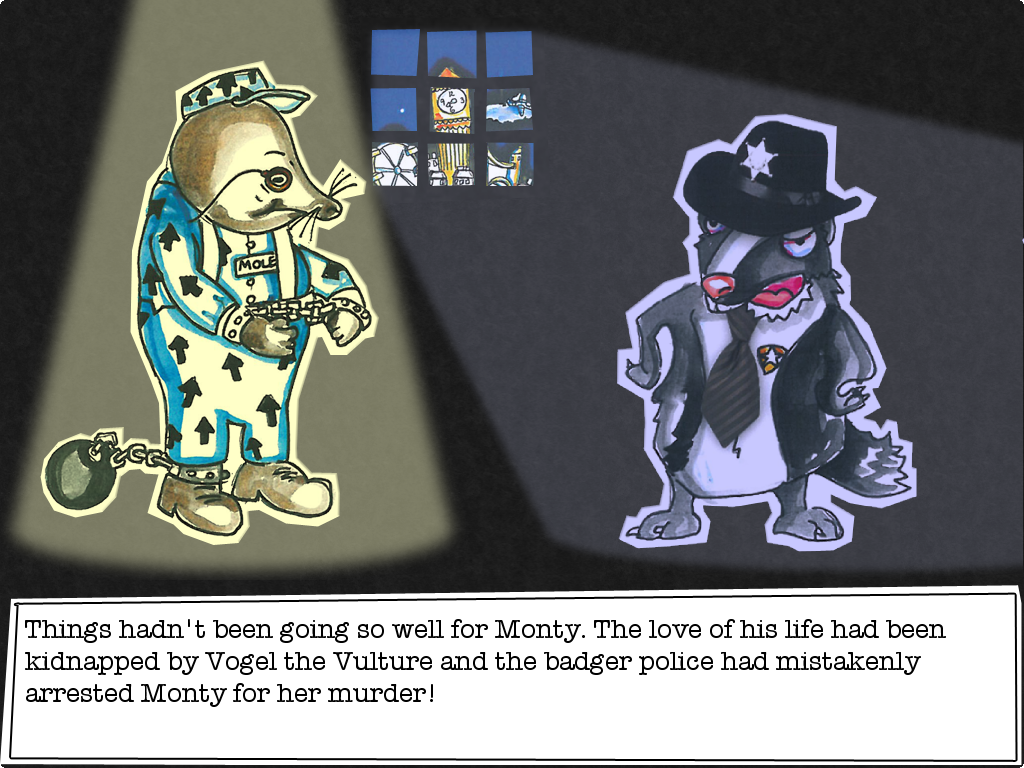 MOLE
Things hadn't been going so well for Monty. The love of his life had been
kidnapped by Vogel the Vulture and the badger police had mistakenly
arrested Monty for her murder!